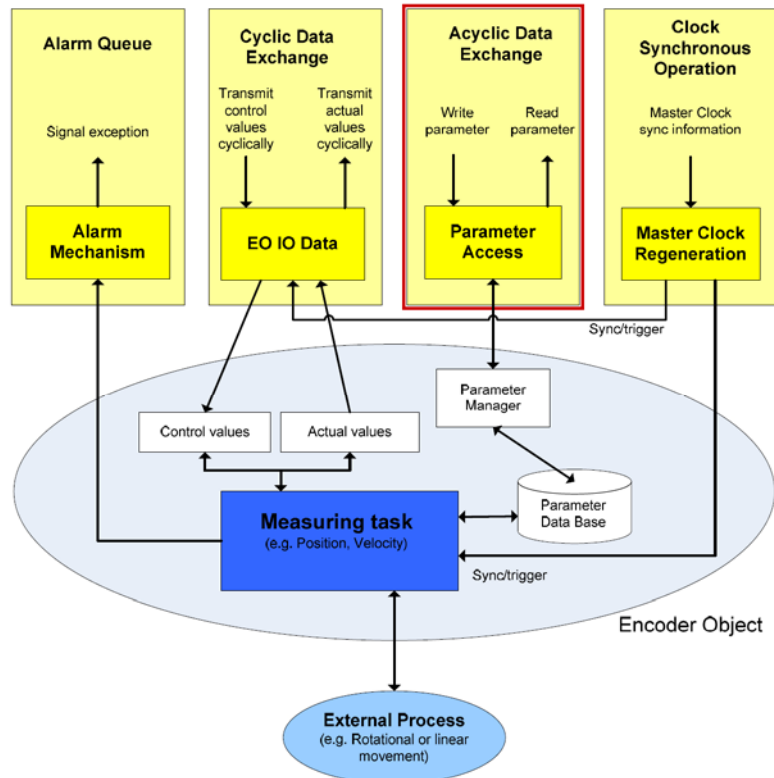 Alarm Queue
Signal exception
Alarm
Mechanism
Cyclic Data
Exchange
Transmit
control
values
cyclically
Transmit
actual
values
cyclically
EO IO Data
Acyclic Data
Exchange
Write
parameter
Read
parameter
Parameter
Access
Clock
Synchronous
Operation
Master Clock
sync information
Master Clock
Regeneration
Sync/trigger
Parameter
Manager
Control values
Actual values
Parameter
Data Base
Measuring task
(e.g. Position, Velocity)
Sync/trigger
Encoder Object
External Process
(e.g. Rotational or linear
movement)